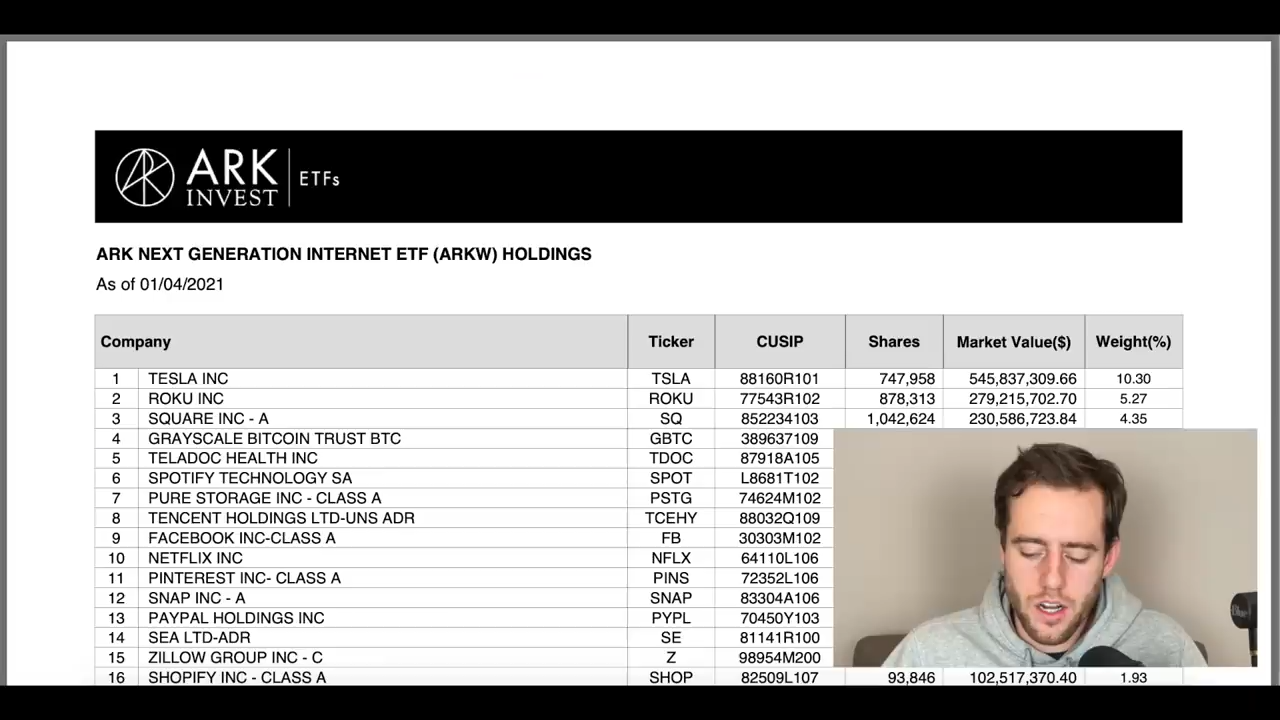 ARK INVEST ETFs
ARK NEXT GENERATION INTERNET ETF (ARKW) HOLDINGS
As of 01/04/2021
Company Ticker CUSIP Shares Market Value($) Weight(%)
1 TESLA INC TSLA 88160R101 747,958 545,837,309.66 10.30
2 ROKU INC ROKU 77543R102 878,313 279,215,702.70 5.27
3 SQUARE INC - A SQ 852234103 1,042,624 230,586,723.84 4.35
4 GRAYSCALE BITCOIN TRUST BTC GBTC 389637109
5 TELADOC HEALTH INC TDOC 87918A105
6 SPOTIFY TECHNOLOGY SA SPOT L8681T102
7 PURE STORAGE INC - CLASS A PSTG 74624M102
8 TENCENT HOLDINGS LTD-UNS ADR TCEHY 88032Q109
9 FACEBOOK INC-CLASS A FB 30303M102
10 NETFLIX INC NFLX 64110L106
11 PINTEREST INC- CLASS A PINS 72352L106
12 SNAP INC - A SNAP 83304A106
13 PAYPAL HOLDINGS INC PYPL 70450Y103
14 SEA LTD-ADR SE 81141R100
15 ZILLOW GROUP INC - C Z 98954M200
16 SHOPIFY INC - CLASS A SHOP 82509L107 93,846 102,517,370.40 1.93
Blue